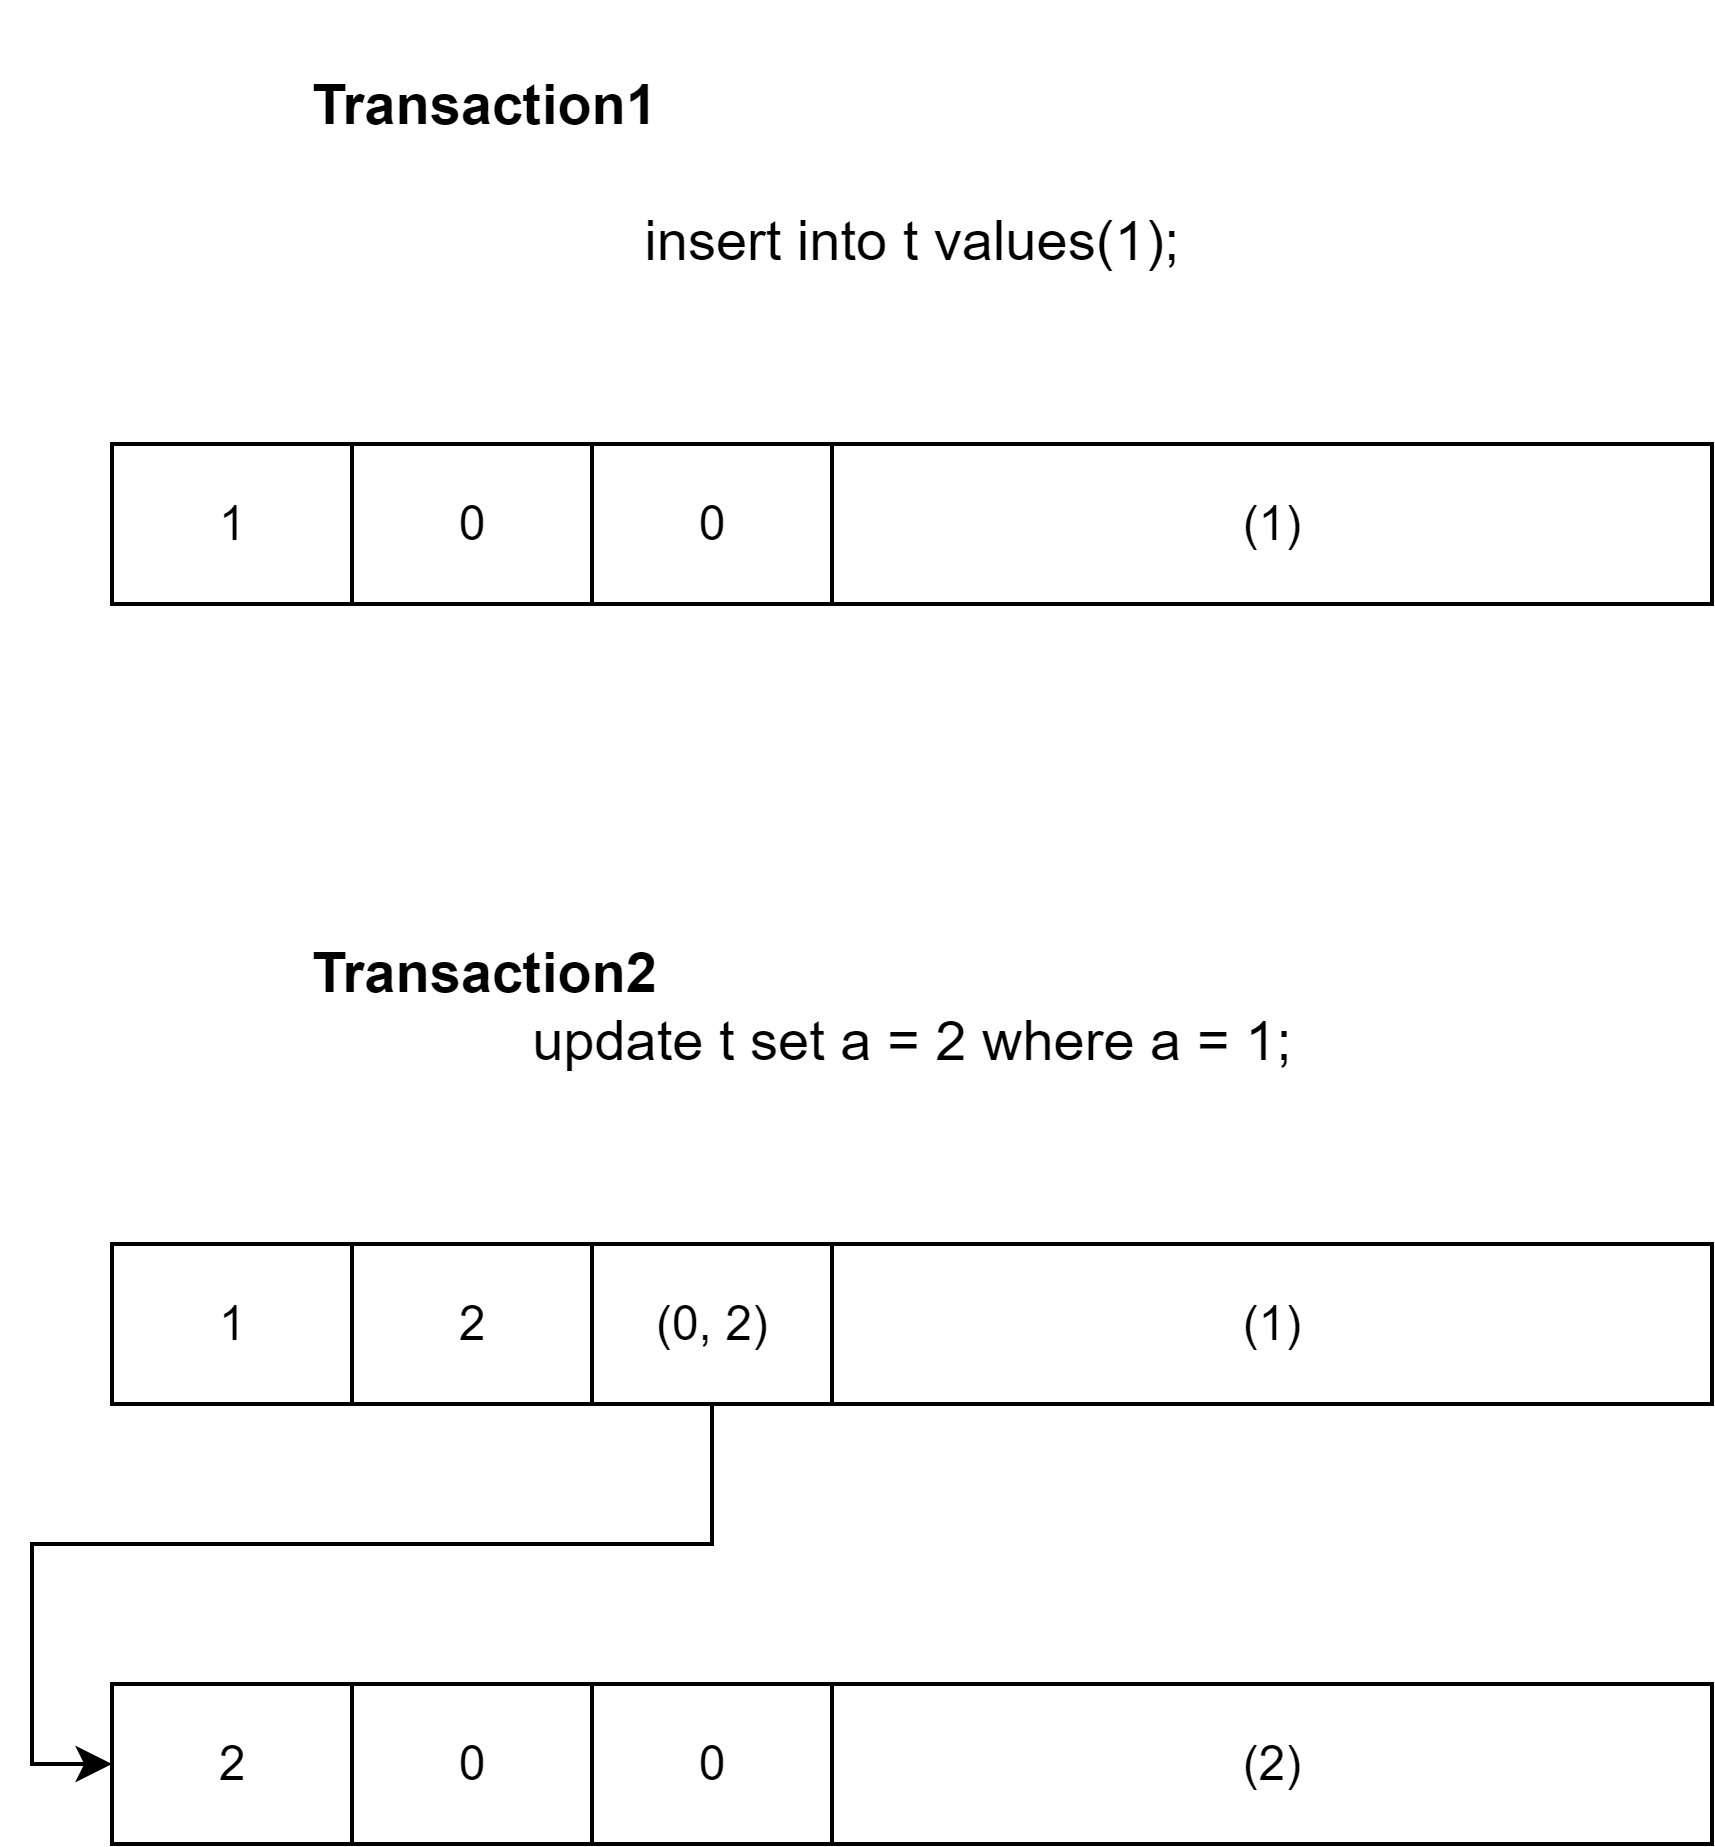 Transaction1
insert into t values(1);
1 0 0 (1)
Transaction2
update t set a = 2 where a = 1;
1 2 (0, 2) (1)
2 0 0 (2)